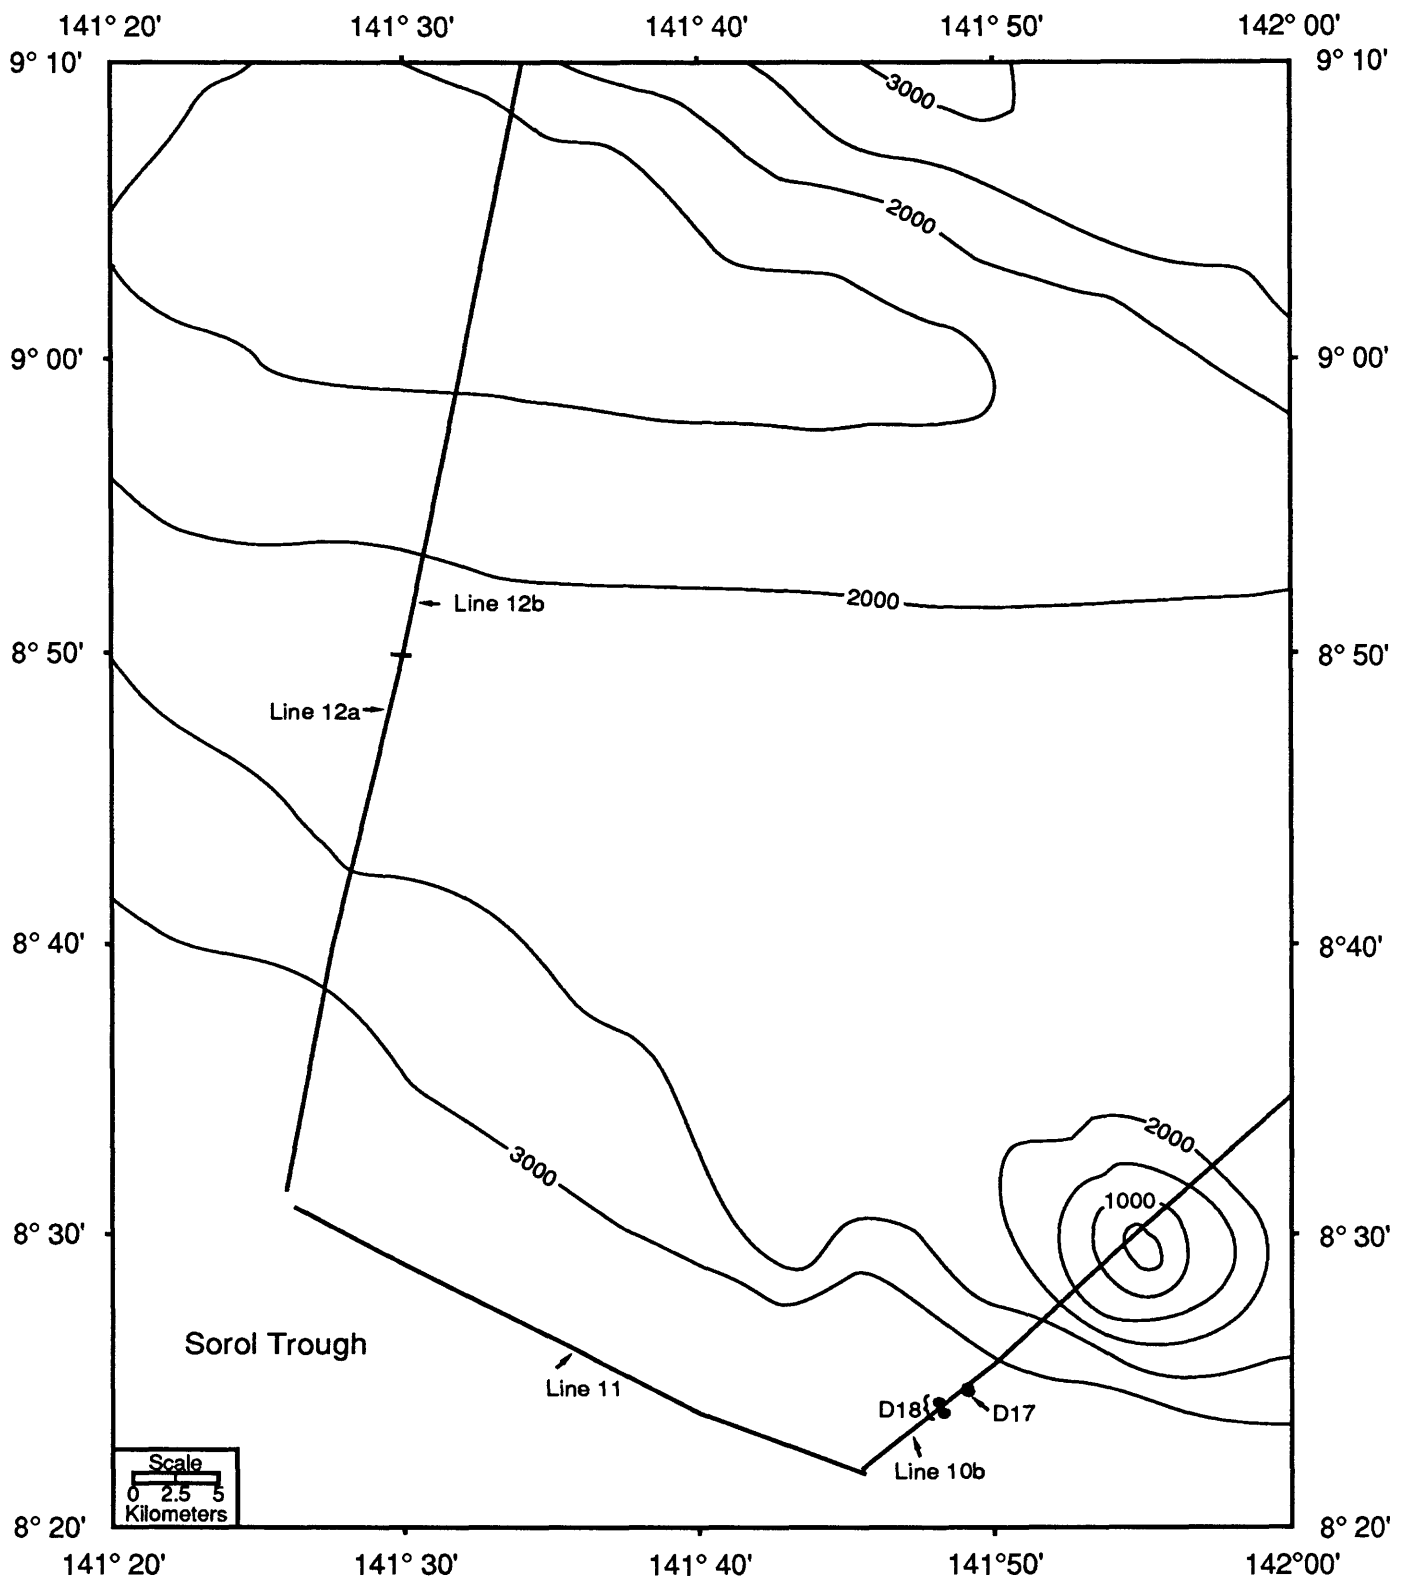 141° 20' 141° 30' 141° 40' 141° 50' 142° 00'
9° 10' 9° 10'
3000
2000
9° 00' 9° 00'
2000
Line 12b
8° 50' 8° 50'
Line 12a
8° 40' 8°40'
2000
3000
1000
8° 30' 8° 30'
Sorol Trough
Line 11
D18{ D17
Line 10b
Scale
0 2.5 5
Kilometers
8° 20' 8° 20'
141° 20' 141° 30' 141° 40' 141° 50' 142°00'